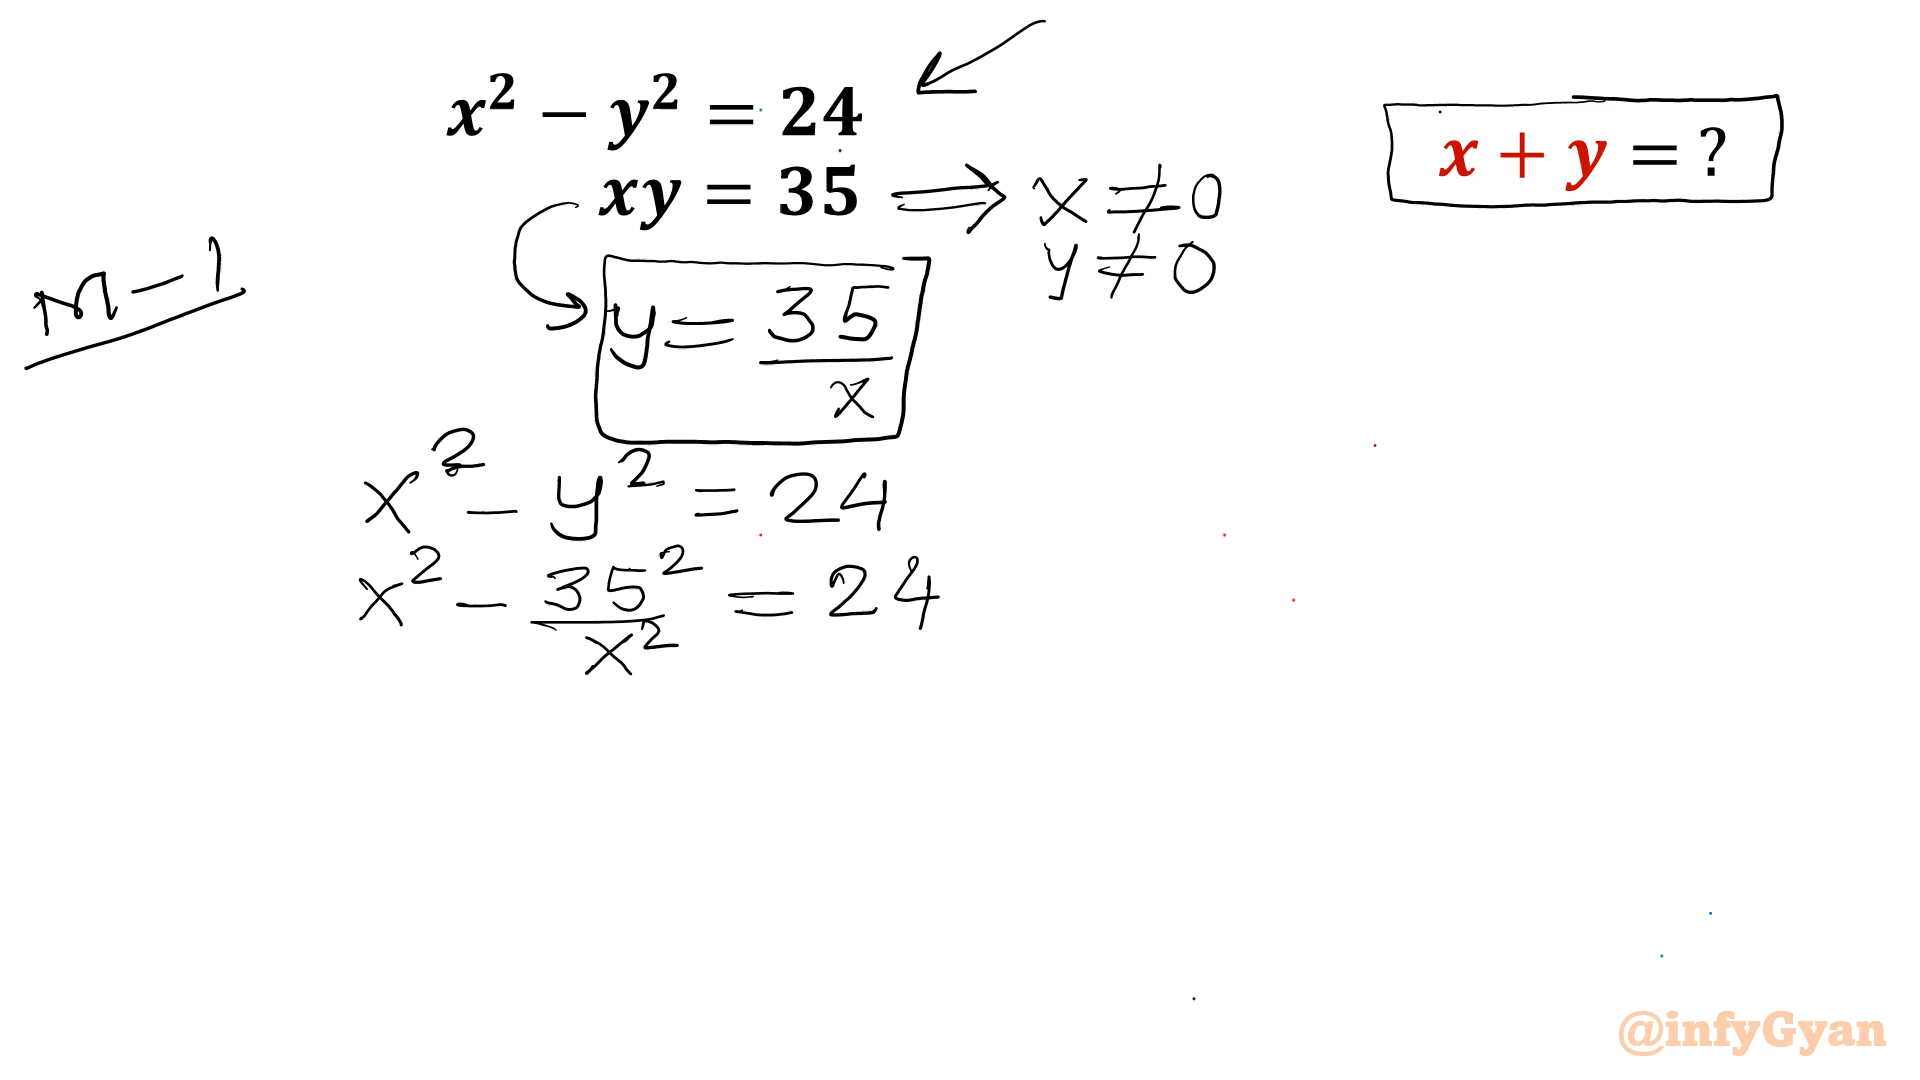 x² − y² = 24
xy = 35 ⟹ x ≠ 0
y ≠ 0
x + y = ?
M - 1
y = 35/x
x² - y² = 24
x² - 35²/x² = 24
@infyGyan